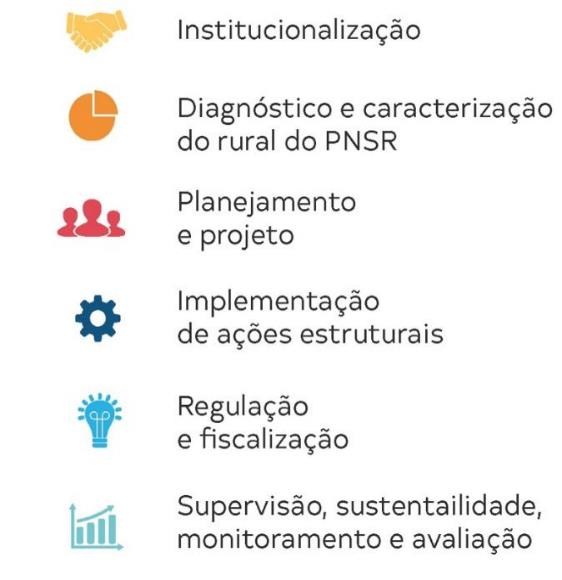 Institucionalização
Diagnóstico e caracterização
do rural do PNSR
Planejamento
e projeto
Implementação
de ações estruturais
Regulação
e fiscalização
Supervisão, sustentailidade,
monitoramento e avaliação